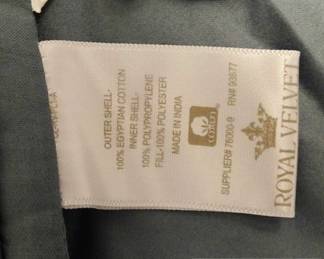 OUTER SHELL-
100% EGYPTIAN COTTON
INNER SHELL-
100% POLYPROPYLENE
FILL-100% POLYESTER
MADE IN INDIA
cotton
SUPPLIER# 76000-9 RN# 93677
ROYAL VELVET